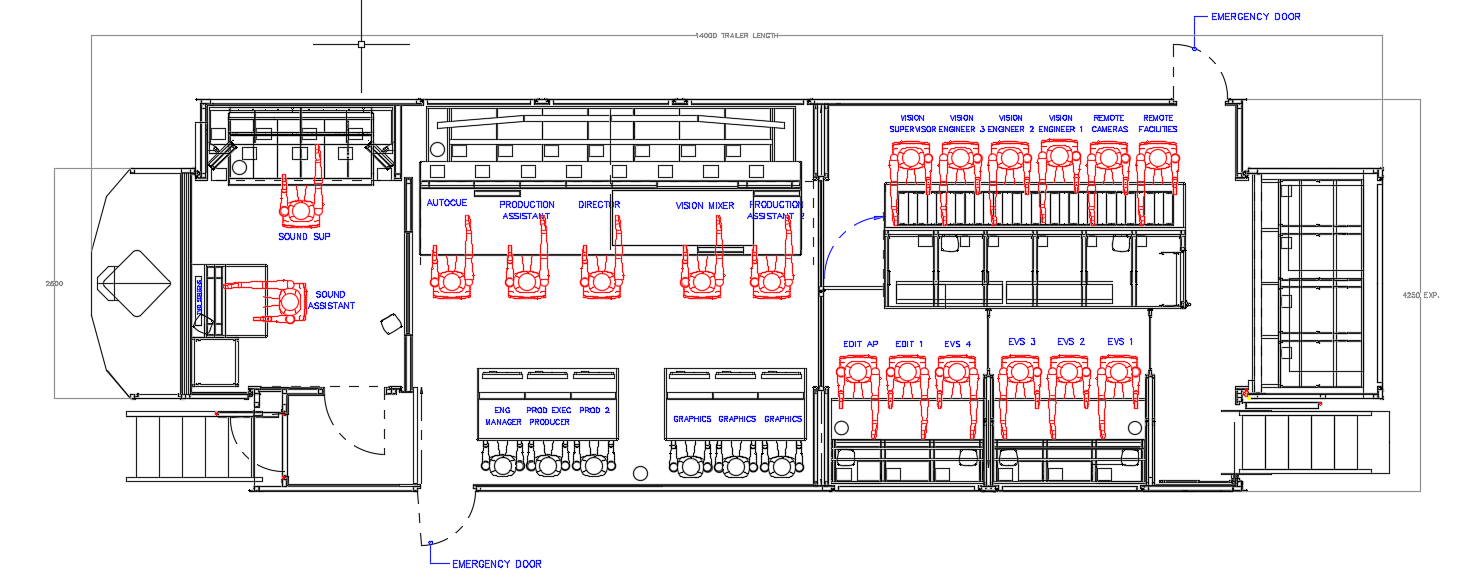 EMERGENCY DOOR
14000 TRAILER LENGTH
VISION SUPERVISOR
VISION ENGINEER 3
VISION ENGINEER 2
VISION ENGINEER 1
REMOTE CAMERAS
REMOTE FACILITIES
AUTOCUE
PRODUCTION ASSISTANT
DIRECTOR
VISION MIXER
PRODUCTION ASSISTANT 2
SOUND SUP
2500
SOUND
ASSISTANT
4250 EXP.
EDIT AP
EDIT 1
EVS 4
EVS 3
EVS 2
EVS 1
ENG MANAGER
PROD EXEC PRODUCER
PROD 2
GRAPHICS
GRAPHICS
GRAPHICS
EMERGENCY DOOR